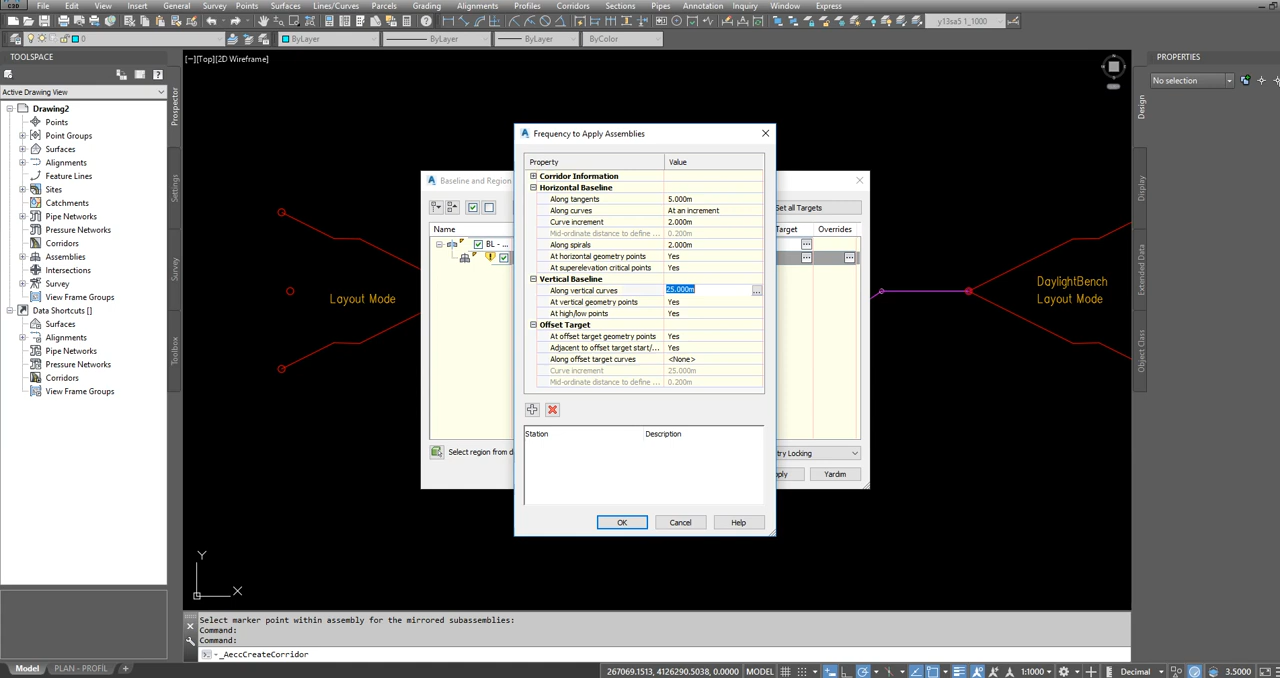 File Edit View Insert General Survey Points Surfaces Lines/Curves Parcels Grading Alignments Profiles Corridors Sections Pipes Annotation Inquiry Window Express
C3D
y13sa5 1_1000
0 ByLayer ByLayer ByLayer ByColor
TOOLSPACE
[−][Top][2D Wireframe]
PROPERTIES
Active Drawing View
No selection
Drawing2
Points
Point Groups
Surfaces
Alignments
Feature Lines
Sites
Catchments
Pipe Networks
Pressure Networks
Corridors
Assemblies
Intersections
Survey
View Frame Groups
Data Shortcuts []
Surfaces
Alignments
Pipe Networks
Pressure Networks
Corridors
View Frame Groups
Prospector
Settings
Survey
Toolbox
Layout Mode
DaylightBench
Layout Mode
Design
Display
Extended Data
Object Class
Baseline and Region
Set all Targets
Name
Target Overrides
BL - ...
Select region from d
try Locking
ply
Yardım
Frequency to Apply Assemblies
Property Value
Corridor Information
Horizontal Baseline
Along tangents 5.000m
Along curves At an increment
Curve increment 2.000m
Mid-ordinate distance to define ... 0.200m
Along spirals 2.000m
At horizontal geometry points Yes
At superelevation critical points Yes
Vertical Baseline
Along vertical curves 25.000m ...
At vertical geometry points Yes
At high/low points Yes
Offset Target
At offset target geometry points Yes
Adjacent to offset target start/... Yes
Along offset target curves <None>
Curve increment 25.000m
Mid-ordinate distance to define ... 0.200m
Station Description
OK Cancel Help
Y
X
Select marker point within assembly for the mirrored subassemblies:
Command:
Command:
_AeccCreateCorridor
Model PLAN - PROFIL +
267069.1513, 4126290.5038, 0.0000 MODEL 1:1000 Decimal 3.5000